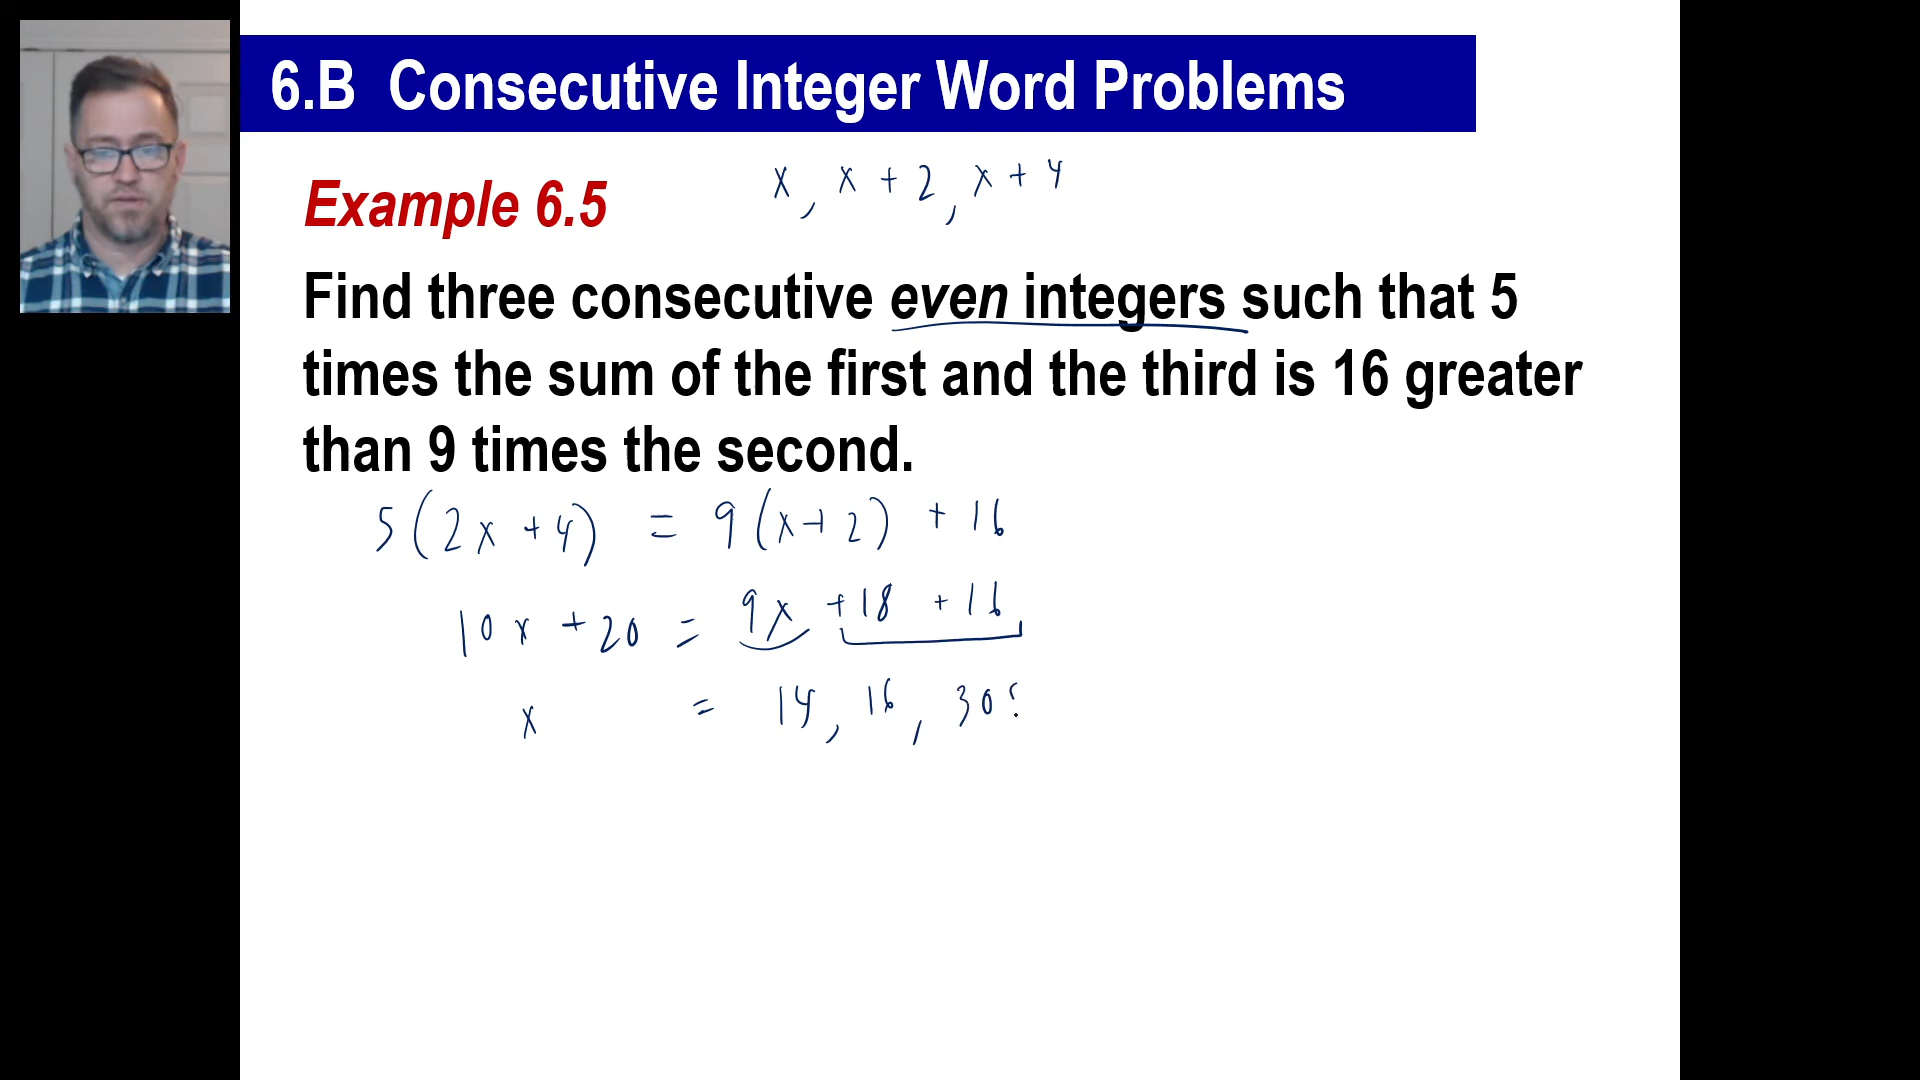 6.B Consecutive Integer Word Problems
x, x + 2, x + 4
Example 6.5
Find three consecutive even integers such that 5
times the sum of the first and the third is 16 greater
than 9 times the second.
5(2x + 4) = 9(x + 2) + 16
10x + 20 = 9x + 18 + 16
x = 14, 16, 30?